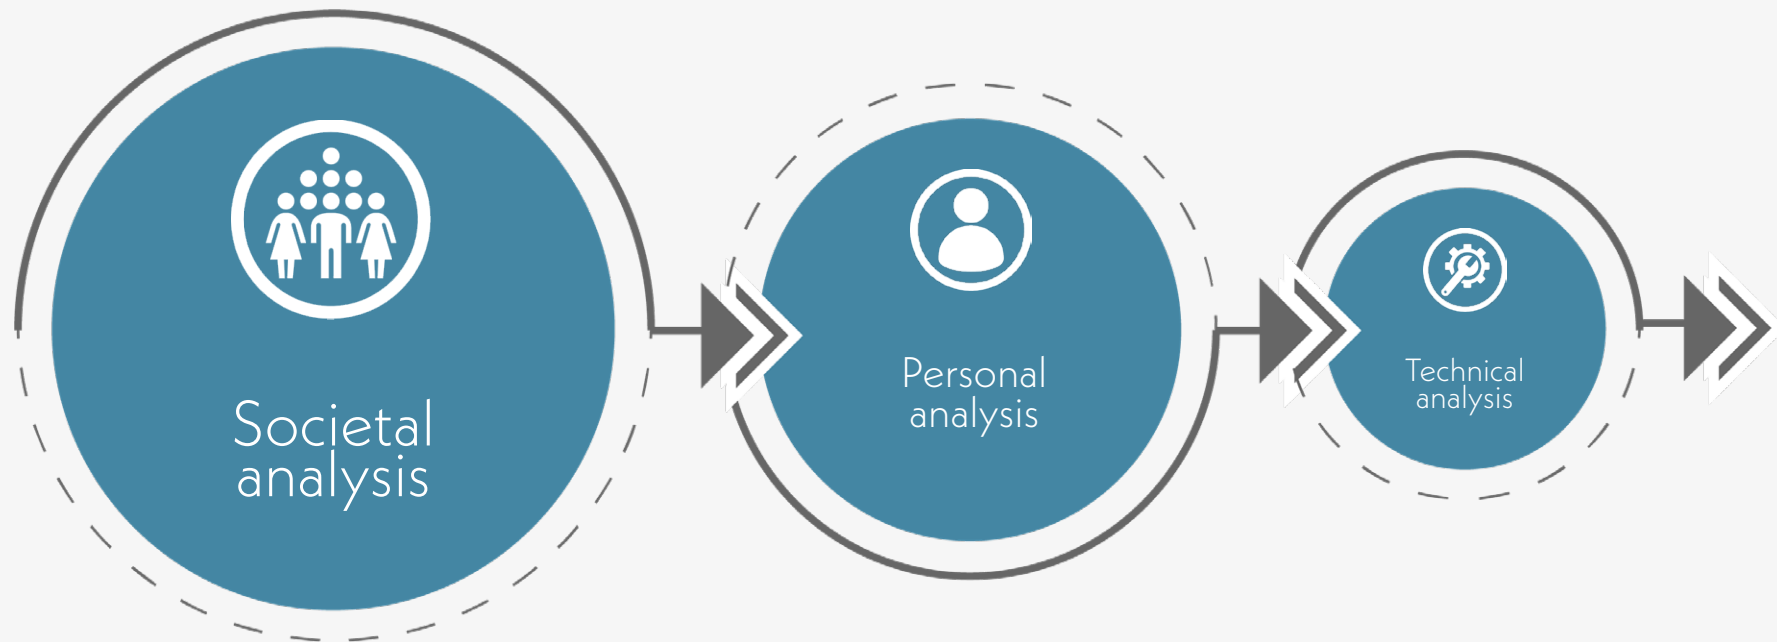 Societal
analysis
Personal
analysis
Technical
analysis